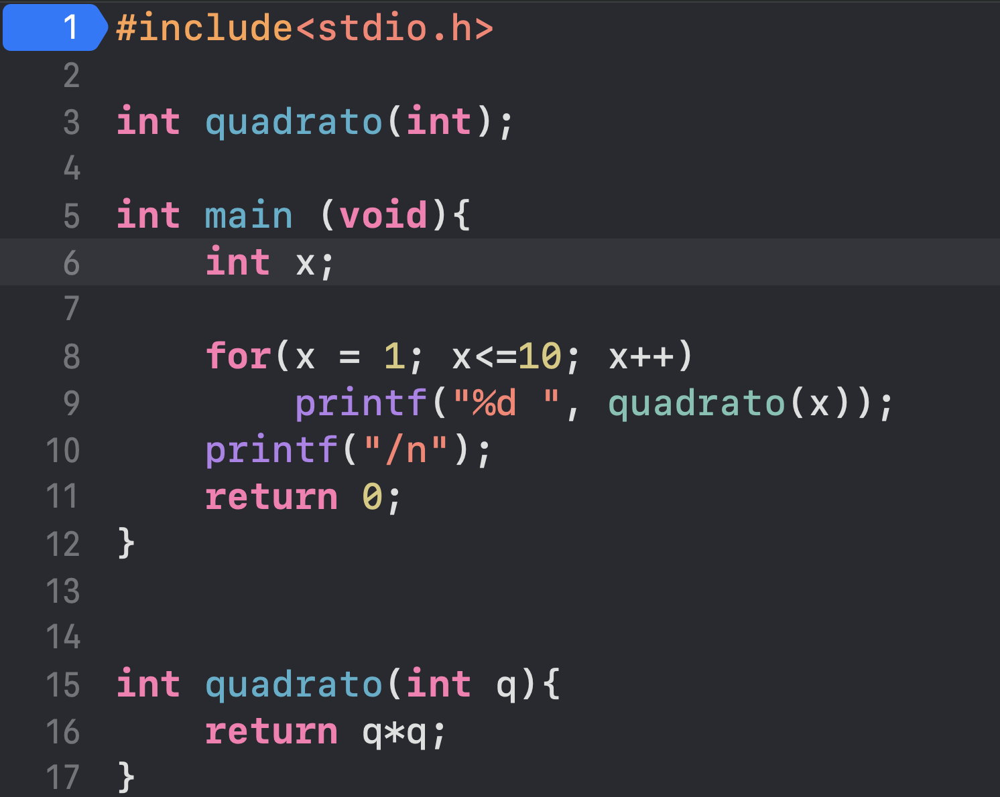 1 #include<stdio.h>
2
3 int quadrato(int);
4
5 int main (void){
6     int x;
7
8     for(x = 1; x<=10; x++)
9         printf("%d ", quadrato(x));
10     printf("/n");
11     return 0;
12 }
13
14
15 int quadrato(int q){
16     return q*q;
17 }